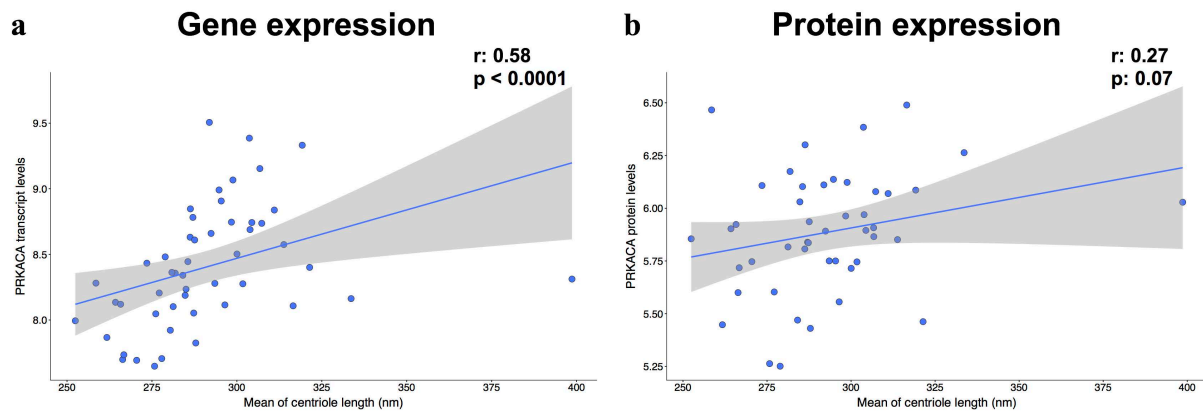 a
Gene expression
r: 0.58
p < 0.0001
PRKACA transcript levels
9.5
9.0
8.5
8.0
250
275
300
325
350
375
400
Mean of centriole length (nm)
b
Protein expression
r: 0.27
p: 0.07
PRKACA protein levels
6.50
6.25
6.00
5.75
5.50
5.25
250
275
300
325
350
375
400
Mean of centriole length (nm)